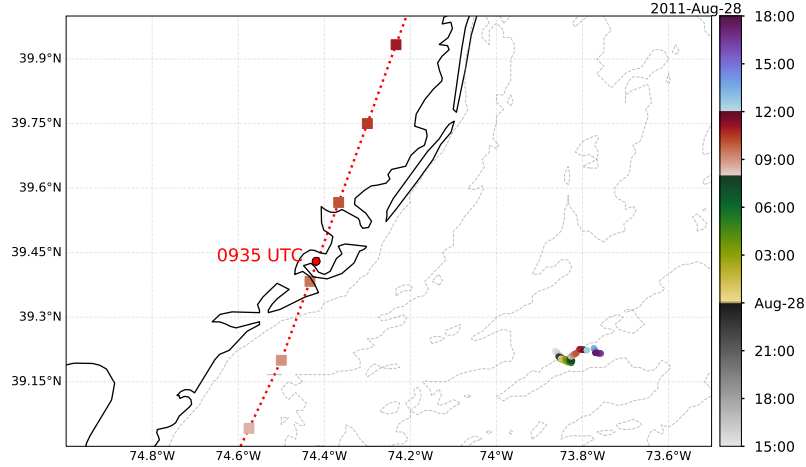 2011-Aug-28
39.9°N
39.75°N
39.6°N
39.45°N
39.3°N
39.15°N
0935 UTC
74.8°W
74.6°W
74.4°W
74.2°W
74°W
73.8°W
73.6°W
18:00
15:00
12:00
09:00
06:00
03:00
Aug-28
21:00
18:00
15:00